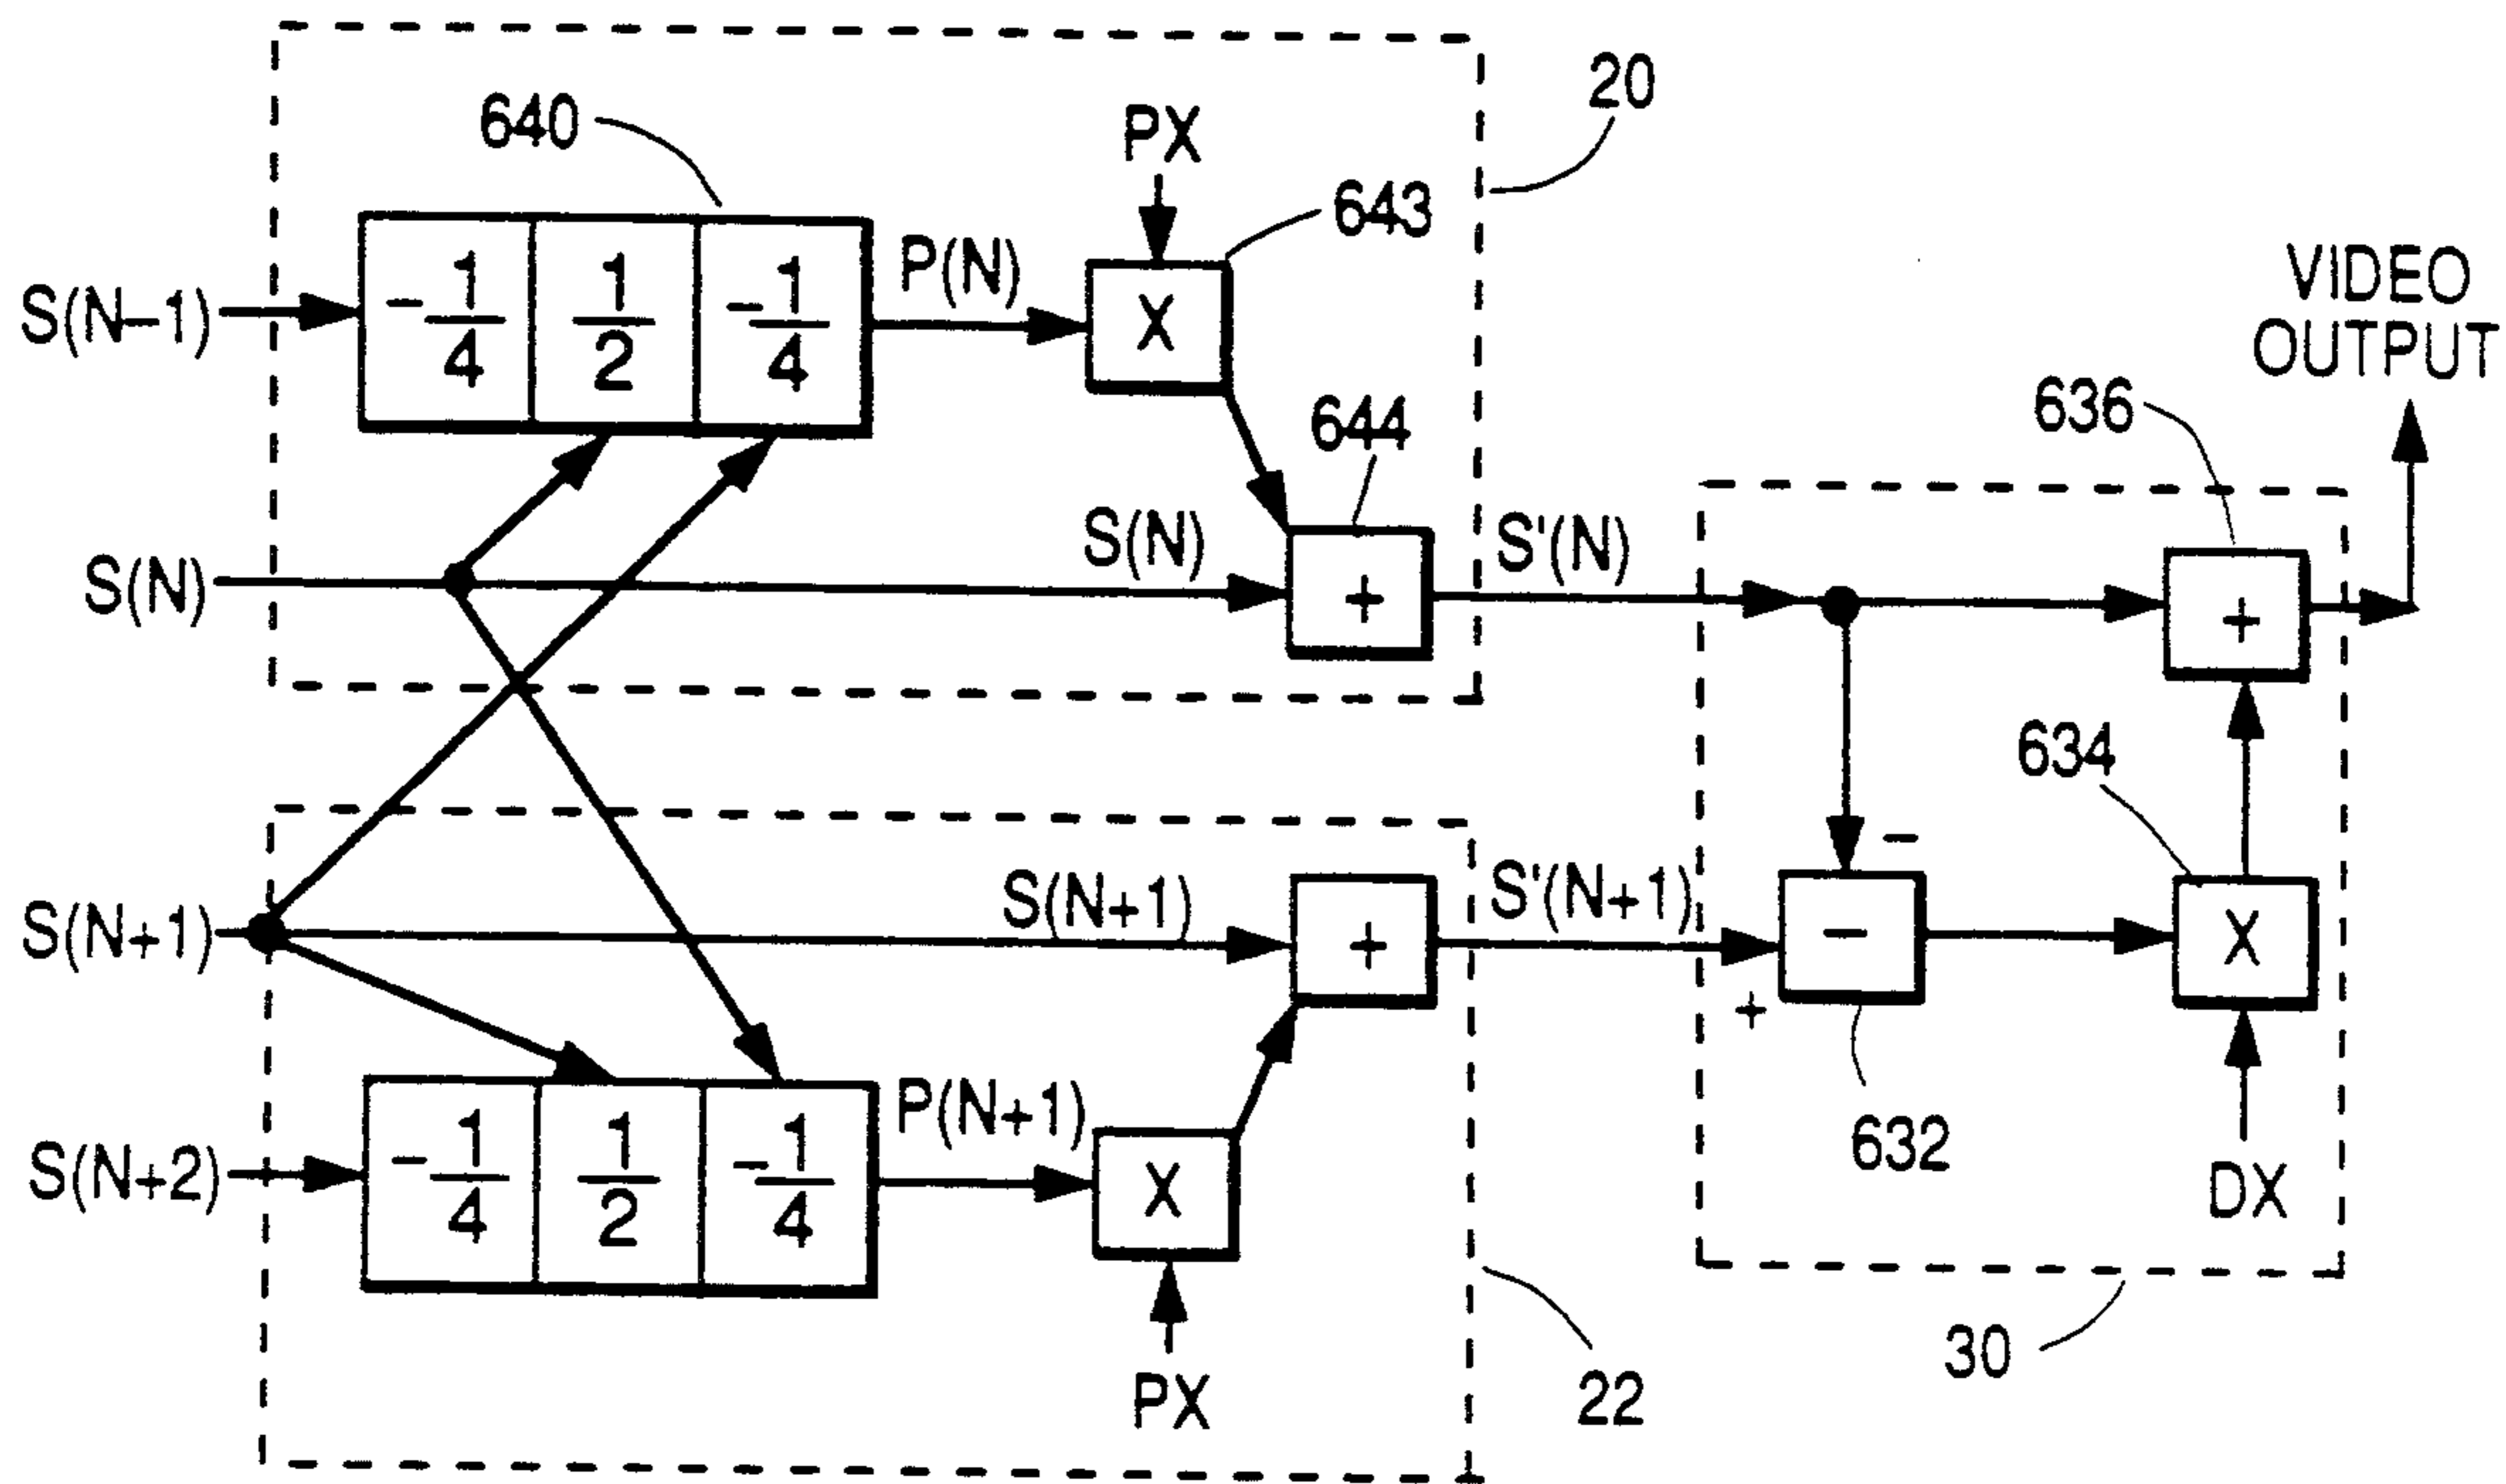 20
640
PX
643
S(N–1)
- 1/4
1/2
- 1/4
P(N)
X
VIDEO
OUTPUT
636
644
S(N)
S(N)
+
S'(N)
+
634
S(N+1)
S(N+1)
+
S'(N+1)
-
+
–
X
632
DX
S(N+2)
- 1/4
1/2
- 1/4
P(N+1)
X
PX
22
30